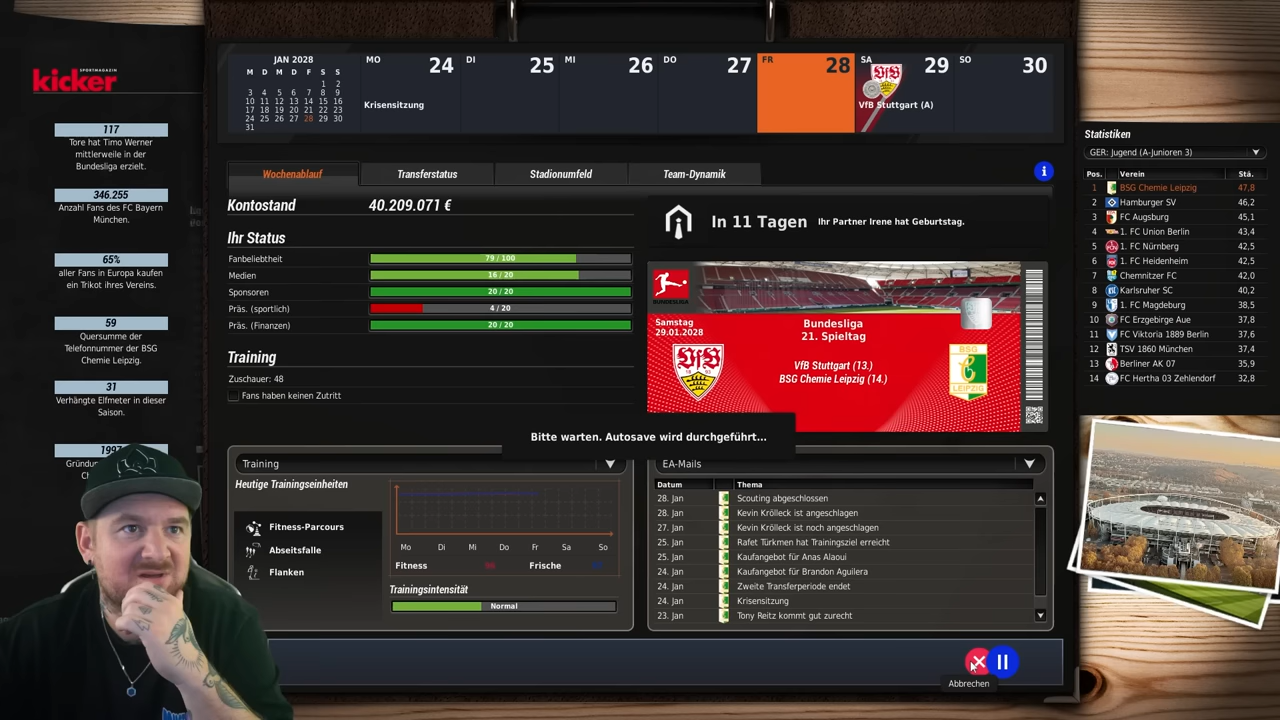 SPORTMAGAZIN
kicker
117
Tore hat Timo Werner
mittlerweile in der
Bundesliga erzielt.
346.255
Anzahl Fans des FC Bayern
München.
65%
aller Fans in Europa kaufen
ein Trikot ihres Vereins.
59
Quersumme der
Telefonnummer der BSG
Chemie Leipzig.
31
Verhängte Elfmeter in dieser
Saison.
JAN 2028
M D M D F S S
1 2
3 4 5 6 7 8 9
10 11 12 13 14 15 16
17 18 19 20 21 22 23
24 25 26 27 28 29 30
31
MO 24
Krisensitzung
DI 25
MI 26
DO 27
FR 28
SA 29
VfB Stuttgart (A)
SO 30
Wochenablauf
Transferstatus
Stadionumfeld
Team-Dynamik
i
Kontostand 40.209.071 €
Ihr Status
Fanbeliebtheit 79 / 100
Medien 16 / 20
Sponsoren 20 / 20
Präs. (sportlich) 4 / 20
Präs. (Finanzen) 20 / 20
Training
Zuschauer: 48
Fans haben keinen Zutritt
In 11 Tagen Ihr Partner Irene hat Geburtstag.
BUNDESLIGA
Samstag
29.01.2028
Bundesliga
21. Spieltag
VfB Stuttgart (13.)
BSG Chemie Leipzig (14.)
BSG
LEIPZIG
Bitte warten. Autosave wird durchgeführt...
Training
Heutige Trainingseinheiten
Fitness-Parcours
Abseitsfalle
Flanken
Mo Di Mi Do Fr Sa So
Fitness
Frische
Trainingsintensität
Normal
EA-Mails
Datum Thema
28. Jan Scouting abgeschlossen
28. Jan Kevin Krölleck ist angeschlagen
27. Jan Kevin Krölleck ist noch angeschlagen
25. Jan Rafet Türkmen hat Trainingsziel erreicht
25. Jan Kaufangebot für Anas Alaoui
24. Jan Kaufangebot für Brandon Aguilera
24. Jan Zweite Transferperiode endet
24. Jan Krisensitzung
23. Jan Tony Reitz kommt gut zurecht
Abbrechen
Statistiken
GER: Jugend (A-Junioren 3)
Pos. Verein Stä.
1 BSG Chemie Leipzig 47,8
2 Hamburger SV 46,2
3 FC Augsburg 45,1
4 1. FC Union Berlin 43,4
5 1. FC Nürnberg 42,5
6 1. FC Heidenheim 42,5
7 Chemnitzer FC 42,0
8 Karlsruher SC 40,2
9 1. FC Magdeburg 38,5
10 FC Erzgebirge Aue 37,8
11 FC Viktoria 1889 Berlin 37,6
12 TSV 1860 München 37,4
13 Berliner AK 07 35,9
14 FC Hertha 03 Zehlendorf 32,8